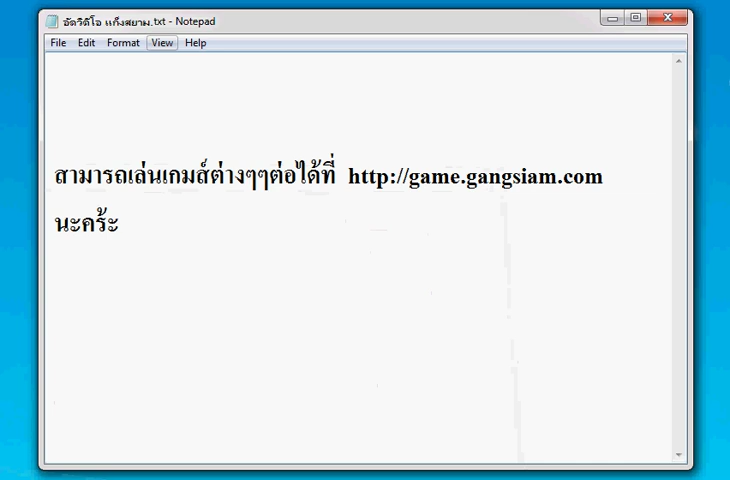 อัดวิดีโอ แก็งสยาม.txt - Notepad
File Edit Format View Help
สามารถเล่นเกมส์ต่างๆๆต่อได้ที่ http://game.gangsiam.com
นะคร้ะ